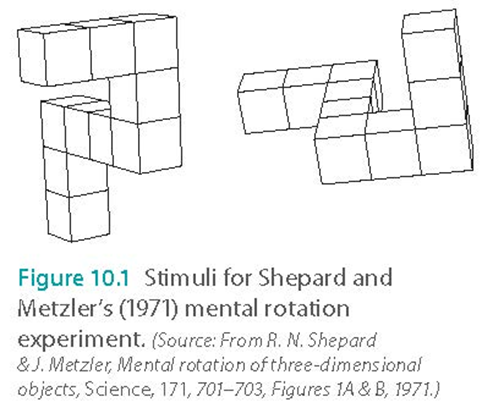 Figure 10.1 Stimuli for Shepard and
Metzler's (1971) mental rotation
experiment. (Source: From R. N. Shepard
& J. Metzler, Mental rotation of three-dimensional
objects, Science, 171, 701–703, Figures 1A & B, 1971.)